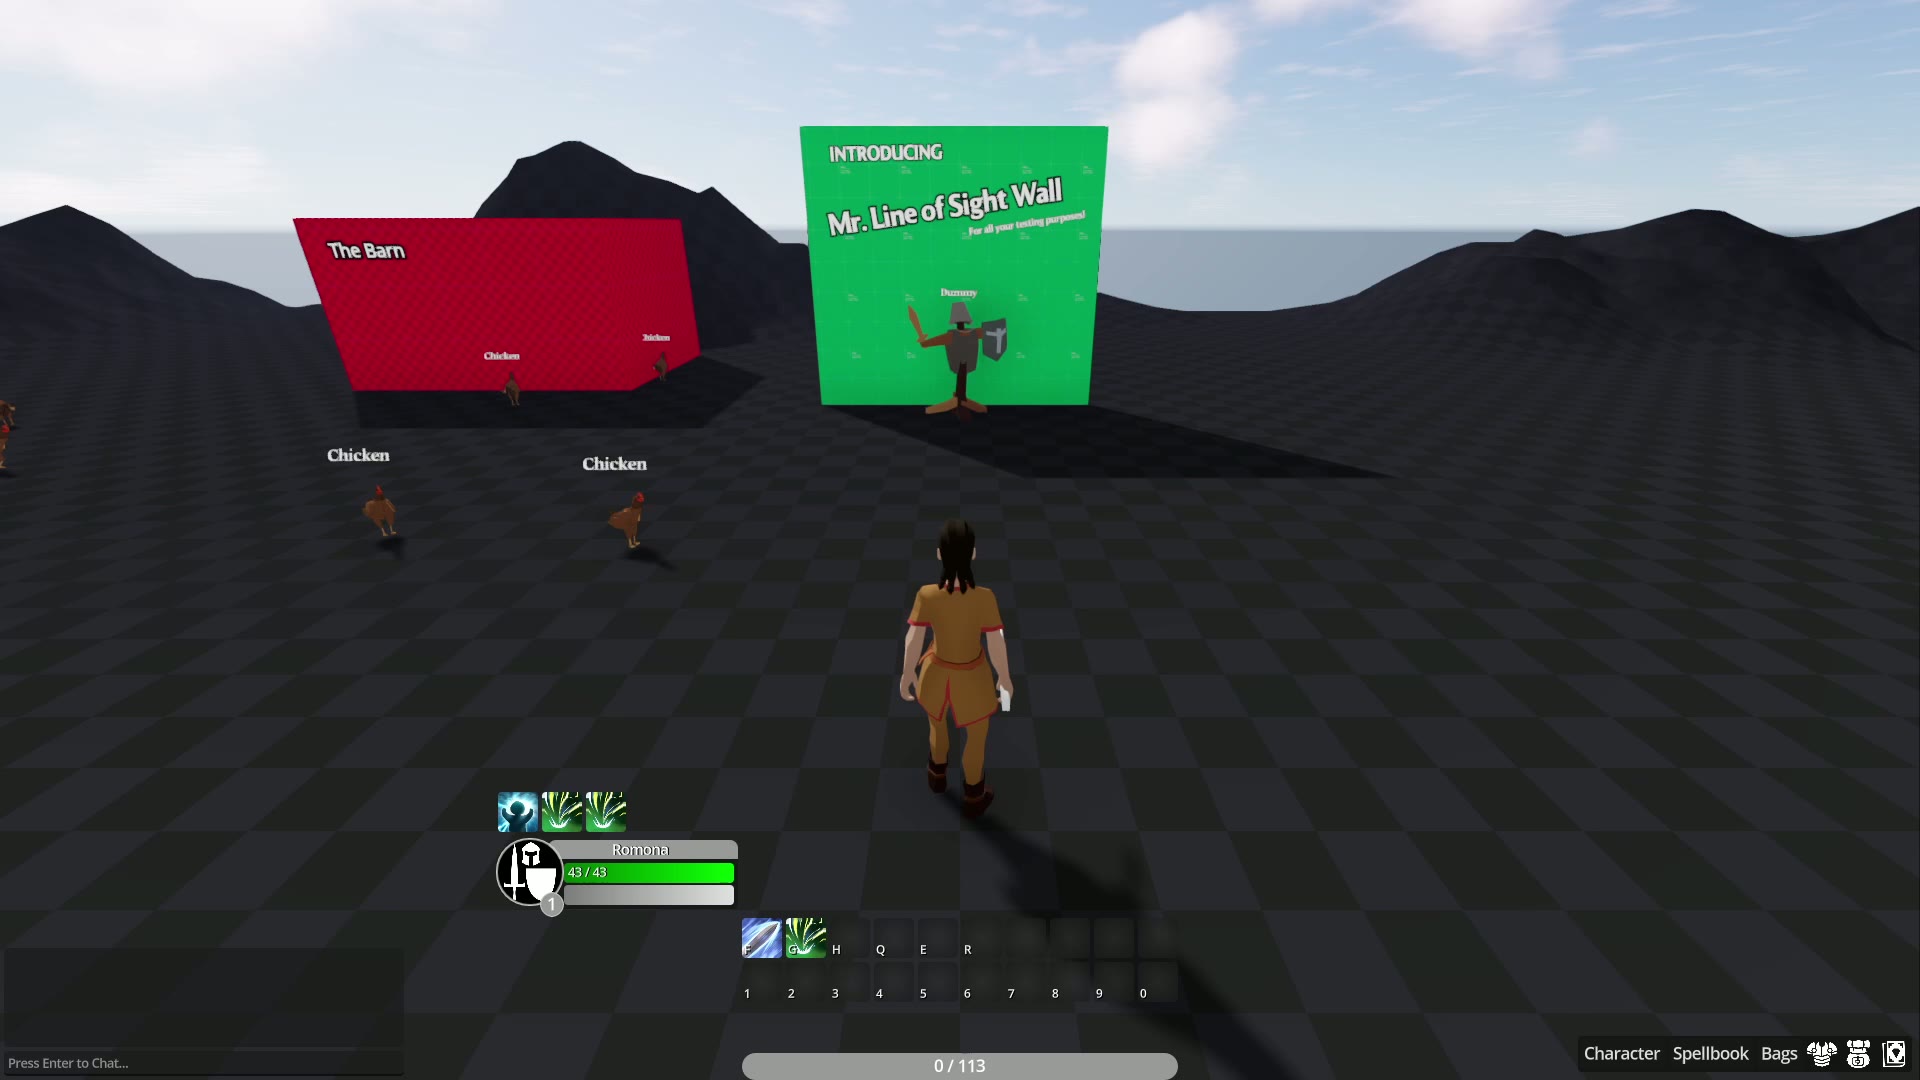 INTRODUCING
Mr. Line of Sight Wall
For all your testing purposes!
The Barn
Dummy
Chicken
Chicken
Chicken
Chicken
Romona
43 / 43
1
F G H Q E R
1 2 3 4 5 6 7 8 9 0
Press Enter to Chat...
0 / 113
Character Spellbook Bags